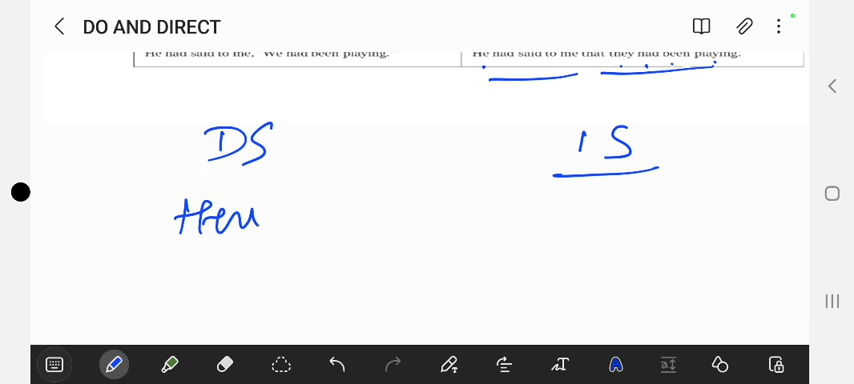 DO AND DIRECT
He had said to me, "We had been playing.
He had said to me that they had been playing.
DS
IS
Hew